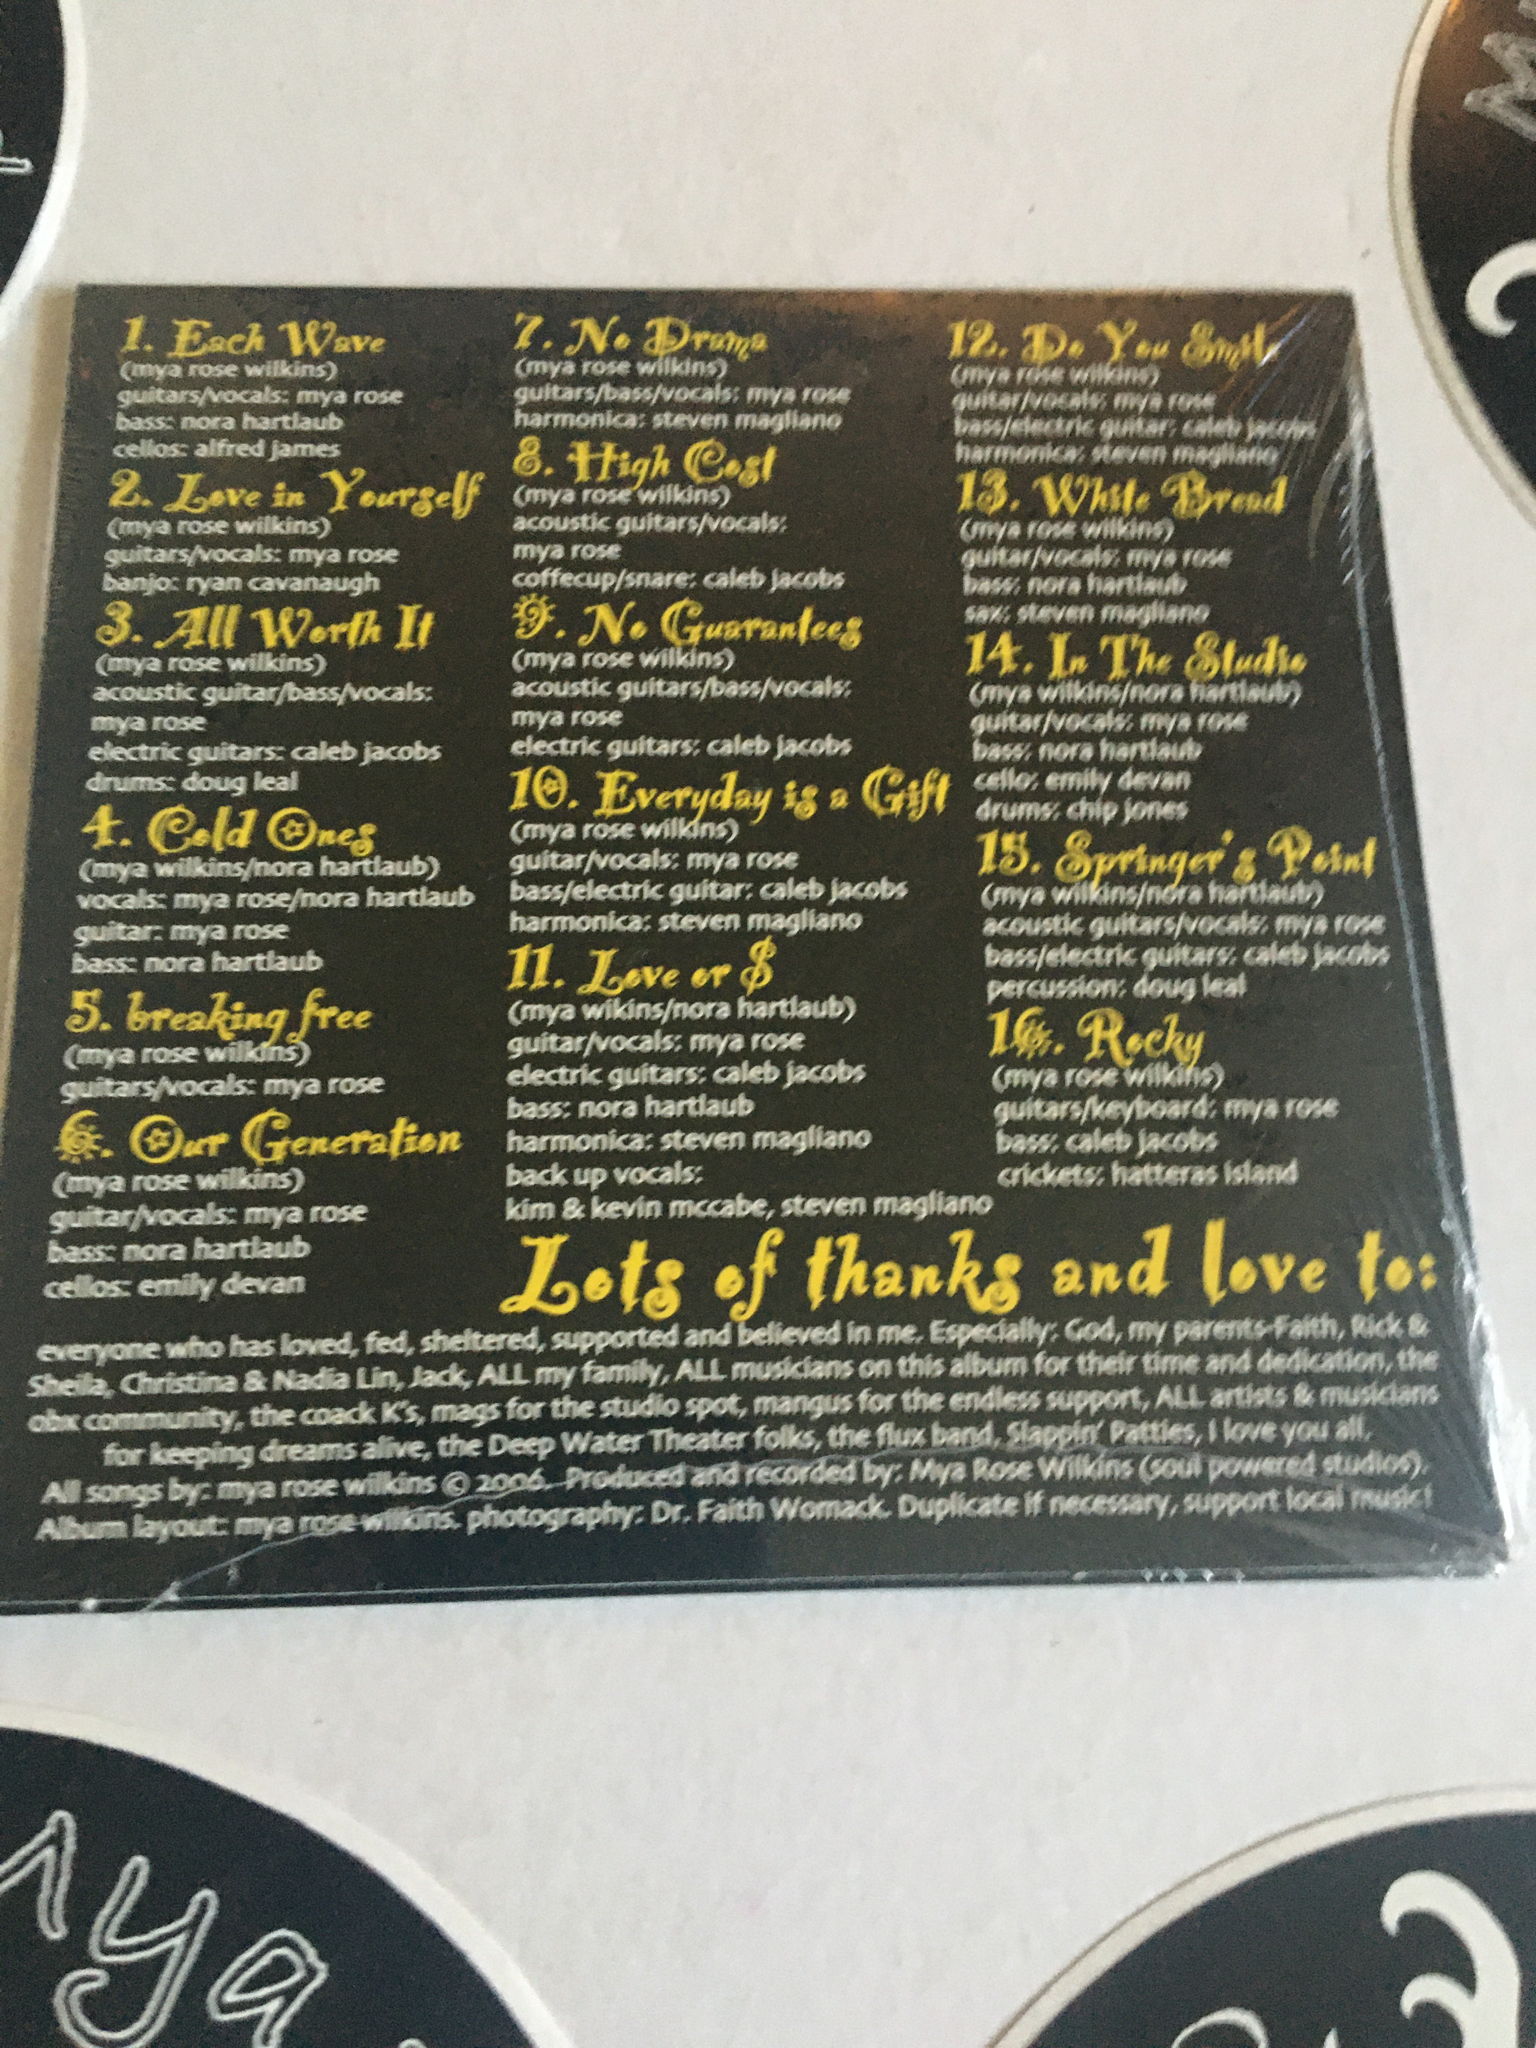 1. Each Wave
(mya rose wilkins)
guitars/vocals: mya rose
bass: nora hartlaub
cellos: alfred james
2. Love in Yourself
(mya rose wilkins)
guitars/vocals: mya rose
banjo: ryan cavanaugh
3. All Worth It
(mya rose wilkins)
acoustic guitar/bass/vocals:
mya rose
electric guitars: caleb jacobs
drums: doug leal
4. Cold Ones
(mya wilkins/nora hartlaub)
vocals: mya rose/nora hartlaub
guitar: mya rose
bass: nora hartlaub
5. breaking free
(mya rose wilkins)
guitars/vocals: mya rose
6. Our Generation
(mya rose wilkins)
guitar/vocals: mya rose
bass: nora hartlaub
cellos: emily devan
7. No Drama
(mya rose wilkins)
guitars/bass/vocals: mya rose
harmonica: steven magliano
8. High Cost
(mya rose wilkins)
acoustic guitars/vocals:
mya rose
coffecup/snare: caleb jacobs
9. No Guarantees
(mya rose wilkins)
acoustic guitars/bass/vocals:
mya rose
electric guitars: caleb jacobs
10. Everyday is a Gift
(mya rose wilkins)
guitar/vocals: mya rose
bass/electric guitar: caleb jacobs
harmonica: steven magliano
11. Love or $
(mya wikins/nora hartlaub)
guitar/vocals: mya rose
electric guitars: caleb jacobs
bass: nora hartlaub
harmonica: steven magliano
back up vocals:
kim & kevin mccabe, steven magliano
12. Do You Smile
(mya rose wilkins)
guitar/vocals: mya rose
bass/electric guitar: caleb jacobs
harmonica: steven magliano
13. White Bread
(mya rose wilkins)
guitar/vocals: mya rose
bass: nora hartlaub
sax: steven magliano
14. In The Studio
(mya wilkins/nora hartlaub)
guitar/vocals: mya rose
bass: nora hartlaub
cello: emily devan
drums: chip jones
15. Springer's Point
(mya wilkins/nora hartlaub)
acoustic guitars/vocals: mya rose
bass/electric guitars: caleb jacobs
percussion: doug leal
16. Rocky
(mya rose wilkins)
guitars/keyboard: mya rose
bass: caleb jacobs
crickets: hatteras island
Lots of thanks and love to:
everyone who has loved, fed, sheltered, supported and believed in me. Especially: God, my parents-Faith, Rick &
Sheila, Christina & Nadia Lin, Jack, ALL my family, ALL musicians on this album for their time and dedication, the
obx community, the coack K's, mags for the studio spot, mangus for the endless support, ALL artists & musicians
for keeping dreams alive, the Deep Water Theater folks, the flux band, Slappin' Patties, I love you all.
All songs by: mya rose wilkins © 2006. Produced and recorded by: Mya Rose Wilkins (soul powered studios).
Album layout: mya rose wilkins. photography: Dr. Faith Womack. Duplicate if necessary, support local music!
mya